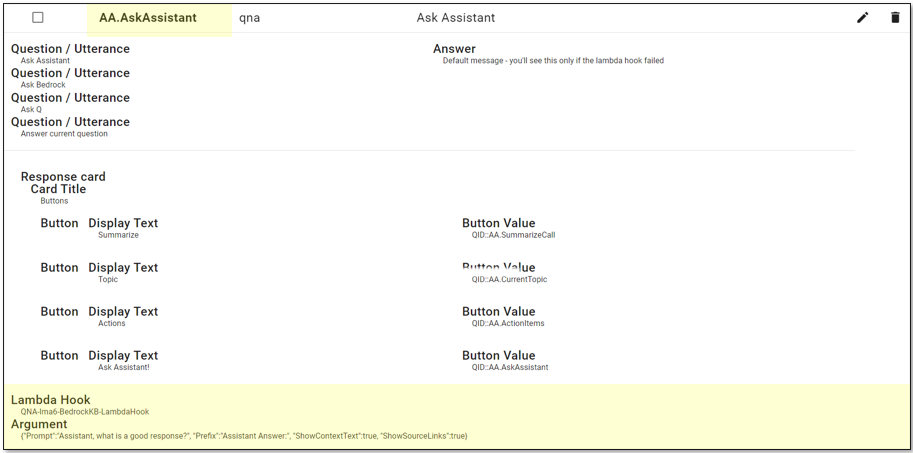 AA.AskAssistant qna Ask Assistant
Question / Utterance Answer
Ask Assistant Default message - you'll see this only if the lambda hook failed
Question / Utterance
Ask Bedrock
Question / Utterance
Ask Q
Question / Utterance
Answer current question
Response card
Card Title
Buttons
Button Display Text Button Value
Summarize QID::AA.SummarizeCall
Button Display Text Button Value
Topic QID::AA.CurrentTopic
Button Display Text Button Value
Actions QID::AA.ActionItems
Button Display Text Button Value
Ask Assistant! QID::AA.AskAssistant
Lambda Hook
QNA-lma6-BedrockKB-LambdaHook
Argument
{"Prompt":"Assistant, what is a good response?", "Prefix":"Assistant Answer:", "ShowContextText":true, "ShowSourceLinks":true}